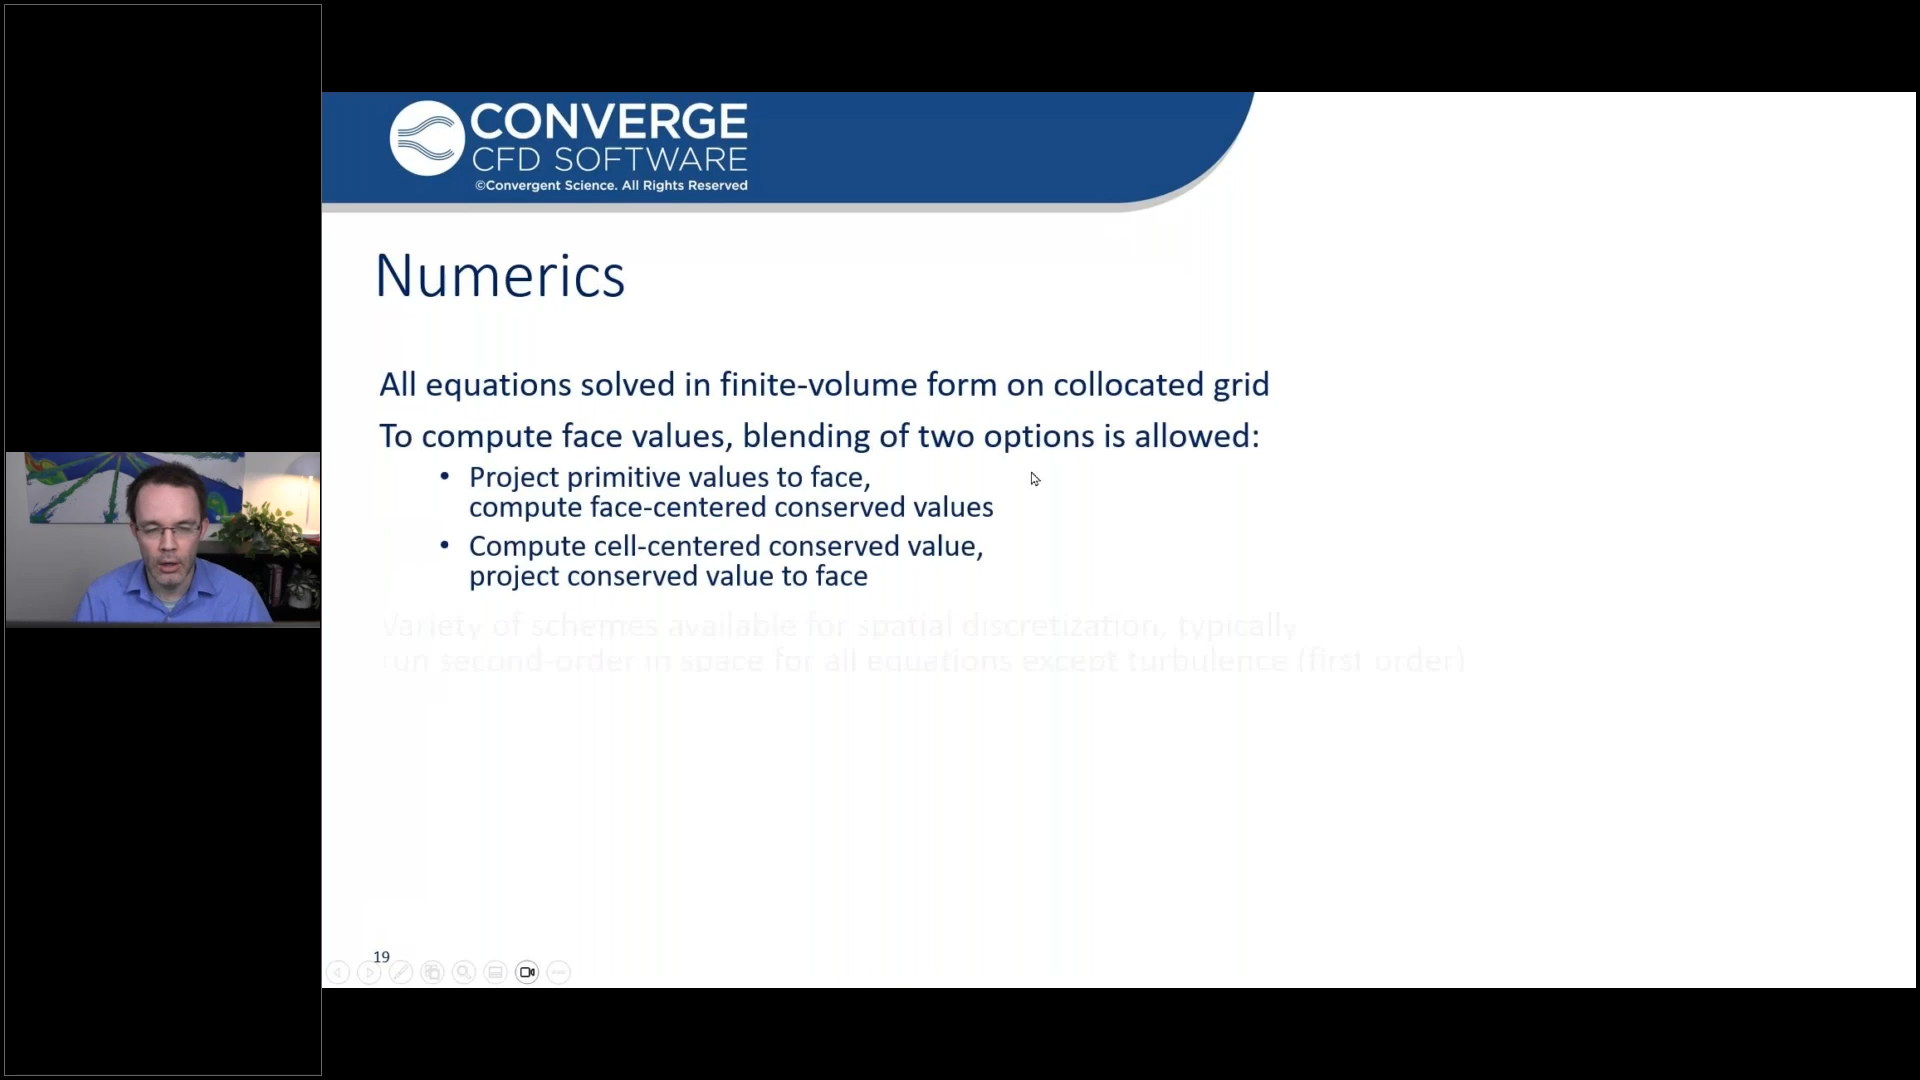 CONVERGE
CFD SOFTWARE
©Convergent Science. All Rights Reserved
Numerics
All equations solved in finite-volume form on collocated grid
To compute face values, blending of two options is allowed:
• Project primitive values to face,
compute face-centered conserved values
• Compute cell-centered conserved value,
project conserved value to face
Variety of schemes available for spatial discretization, typically
run second-order in space for all equations except turbulence (first order)
19